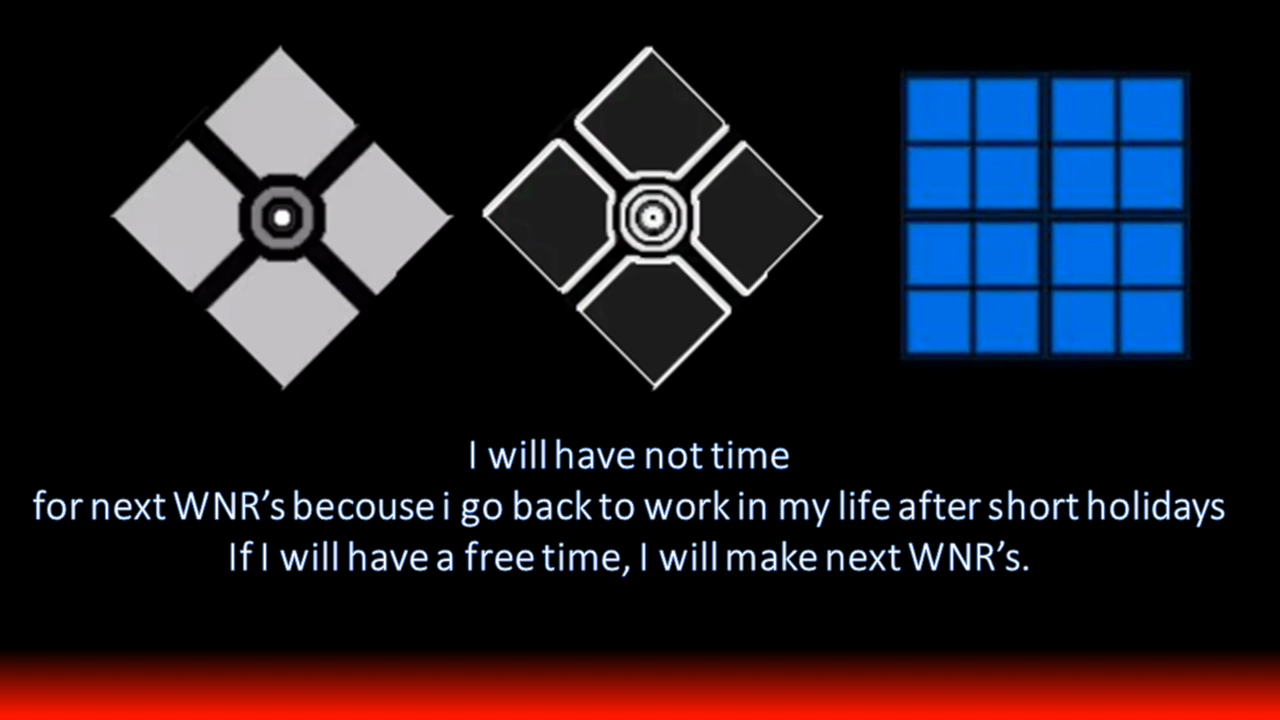 I will have not time
for next WNR’s becouse i go back to work in my life after short holidays
If I will have a free time, I will make next WNR’s.